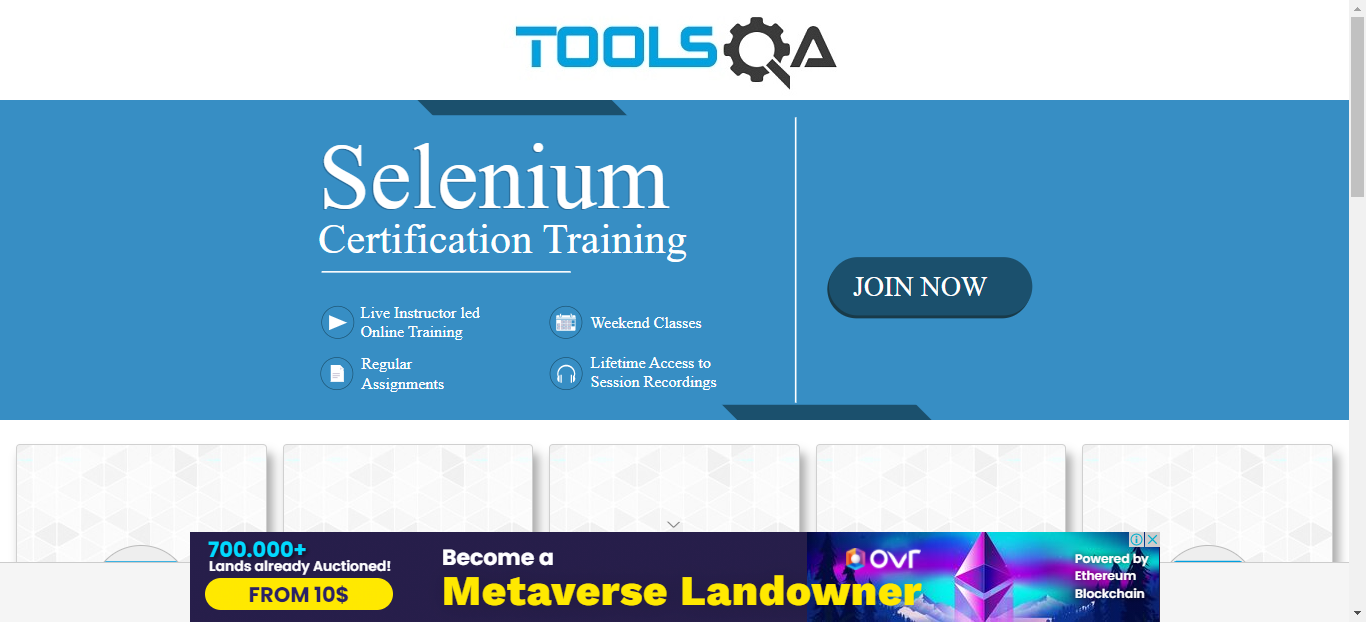 TOOLSQA
Selenium
Certification Training
JOIN NOW
Live Instructor led
Online Training
Weekend Classes
Regular
Assignments
Lifetime Access to
Session Recordings
700.000+
Lands already Auctioned!
FROM 10$
Become a
Metaverse Landowner
ovr
Powered by
Ethereum
Blockchain